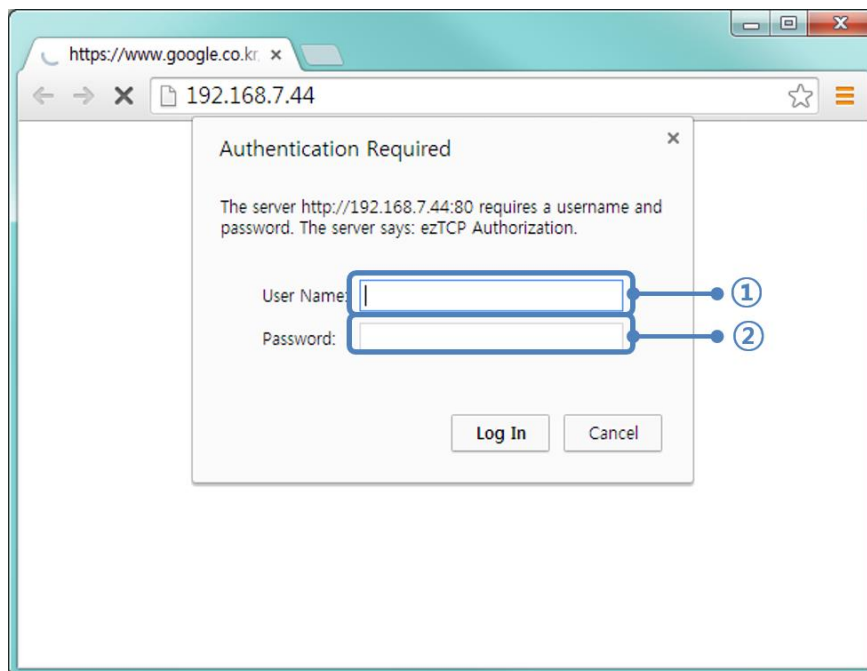 https://www.google.co.kr
192.168.7.44
Authentication Required
The server http://192.168.7.44:80 requires a username and
password. The server says: ezTCP Authorization.
User Name:
①
Password:
②
Log In
Cancel